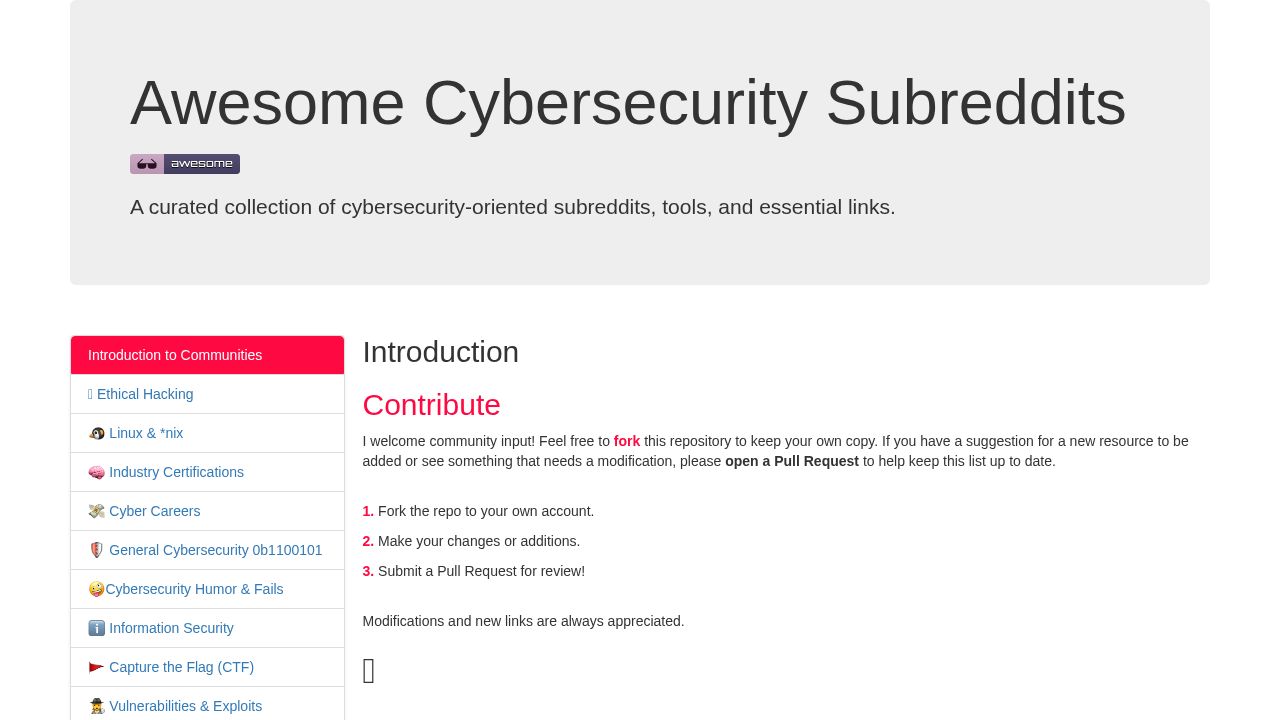 Awesome Cybersecurity Subreddits
awesome
A curated collection of cybersecurity-oriented subreddits, tools, and essential links.
Introduction to Communities
Ethical Hacking
🐧 Linux & *nix
🧠 Industry Certifications
💸 Cyber Careers
🛡️ General Cybersecurity 0b1100101
🤪Cybersecurity Humor & Fails
ℹ️ Information Security
🚩 Capture the Flag (CTF)
🕵️ Vulnerabilities & Exploits
Introduction
Contribute
I welcome community input! Feel free to fork this repository to keep your own copy. If you have a suggestion for a new resource to be
added or see something that needs a modification, please open a Pull Request to help keep this list up to date.
1. Fork the repo to your own account.
2. Make your changes or additions.
3. Submit a Pull Request for review!
Modifications and new links are always appreciated.